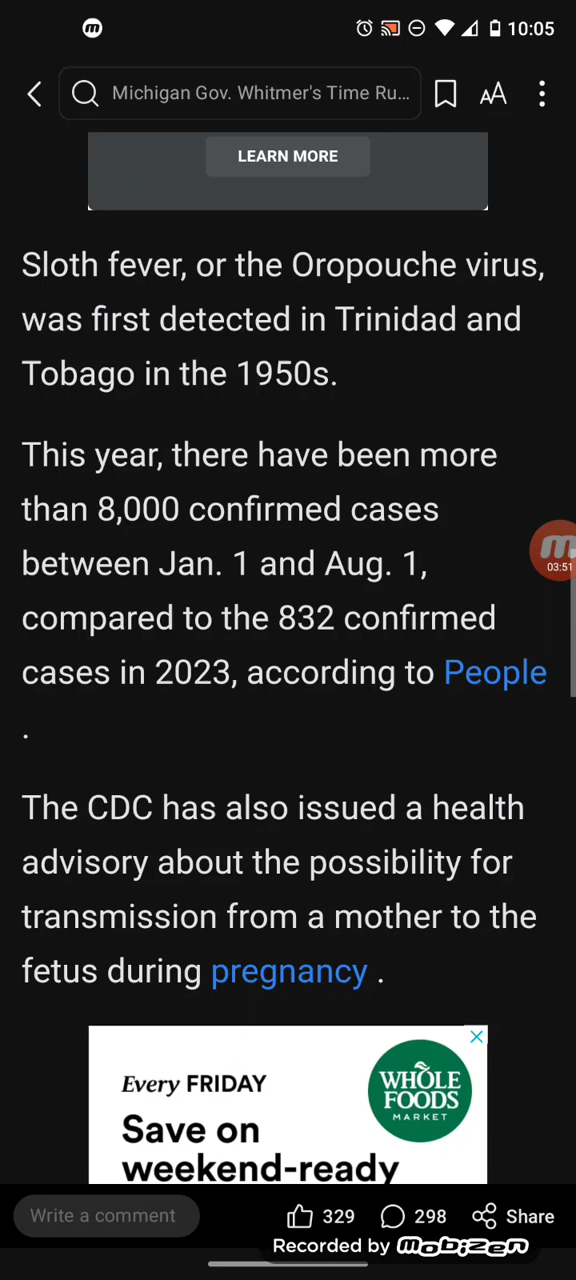 m 10:05
Michigan Gov. Whitmer's Time Ru... AA
LEARN MORE
Sloth fever, or the Oropouche virus,
was first detected in Trinidad and
Tobago in the 1950s.
This year, there have been more
than 8,000 confirmed cases
between Jan. 1 and Aug. 1,
m
03:51
compared to the 832 confirmed
cases in 2023, according to People
.
The CDC has also issued a health
advisory about the possibility for
transmission from a mother to the
fetus during pregnancy .
Every FRIDAY
Save on
weekend-ready
WHOLE
FOODS
MARKET
Write a comment 329 298 Share
Recorded by mobizen